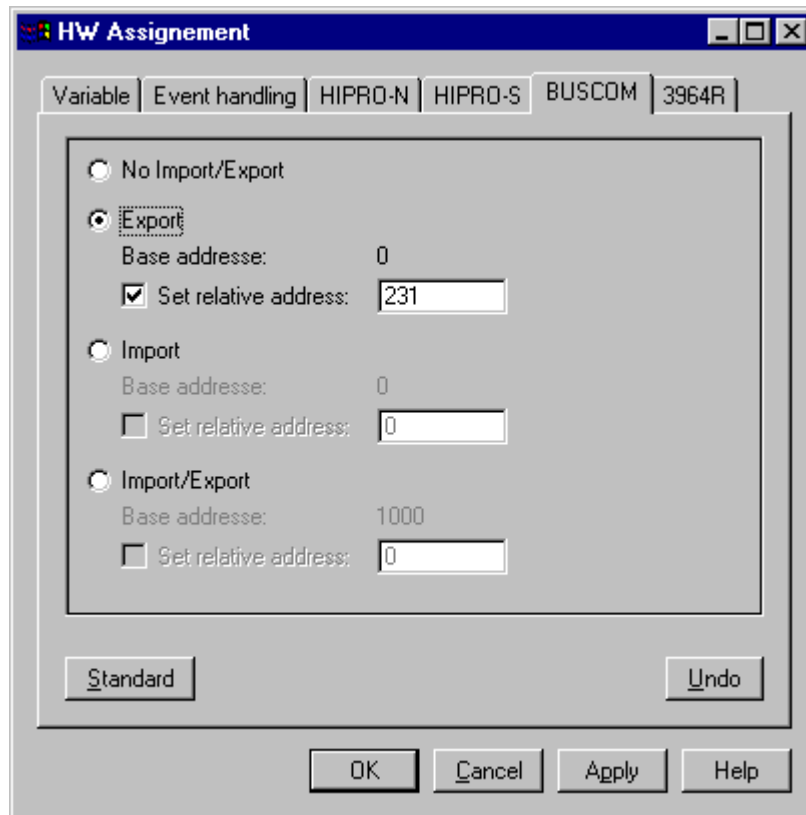 HW Assignement
Variable Event handling HIPRO-N HIPRO-S BUSCOM 3964R
No Import/Export
Export
Base addresse: 0
Set relative address: 231
Import
Base addresse: 0
Set relative address: 0
Import/Export
Base addresse: 1000
Set relative address: 0
Standard Undo
OK Cancel Apply Help